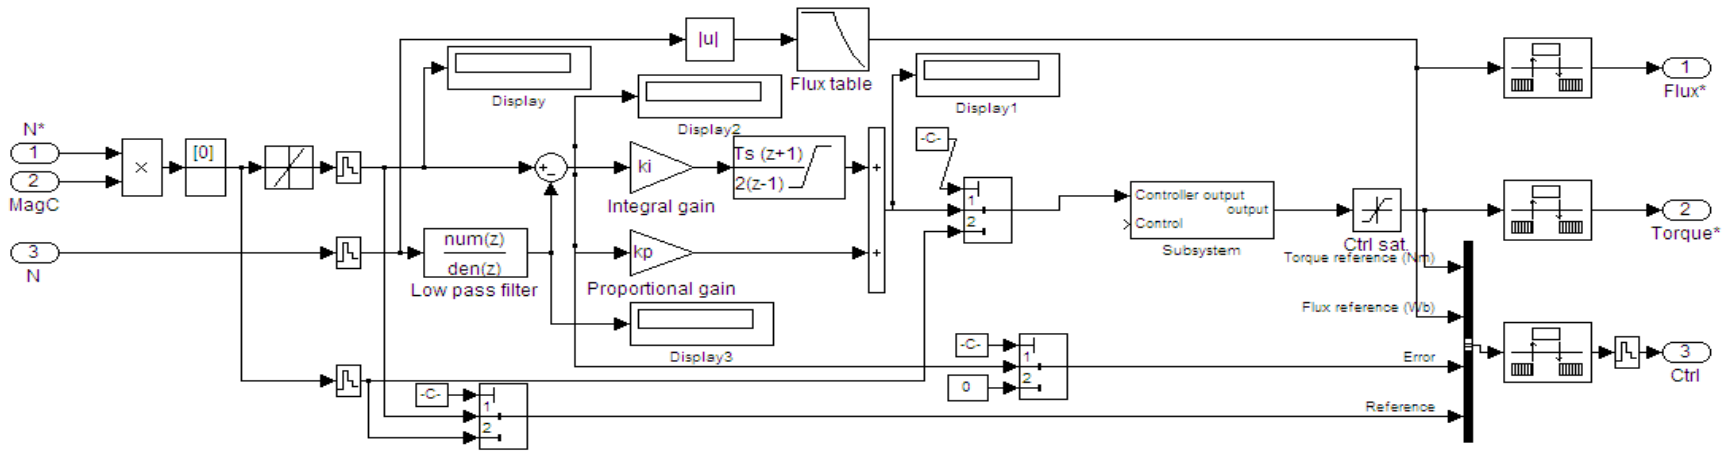 |u|
Flux table
Display
Display2
Display1
1
Flux*
N*
1
2
MagC
×
[0]
+
−
ki
Integral gain
Ts (z+1)
2(z-1)
+
+
-C-
1
2
Controller output
output
Control
Subsystem
Ctrl sat.
2
Torque*
3
N
num(z)
den(z)
Low pass filter
kp
Proportional gain
Torque reference (Nm)
Flux reference (Wb)
Display3
-C-
0
1
2
Error
3
Ctrl
-C-
1
2
Reference